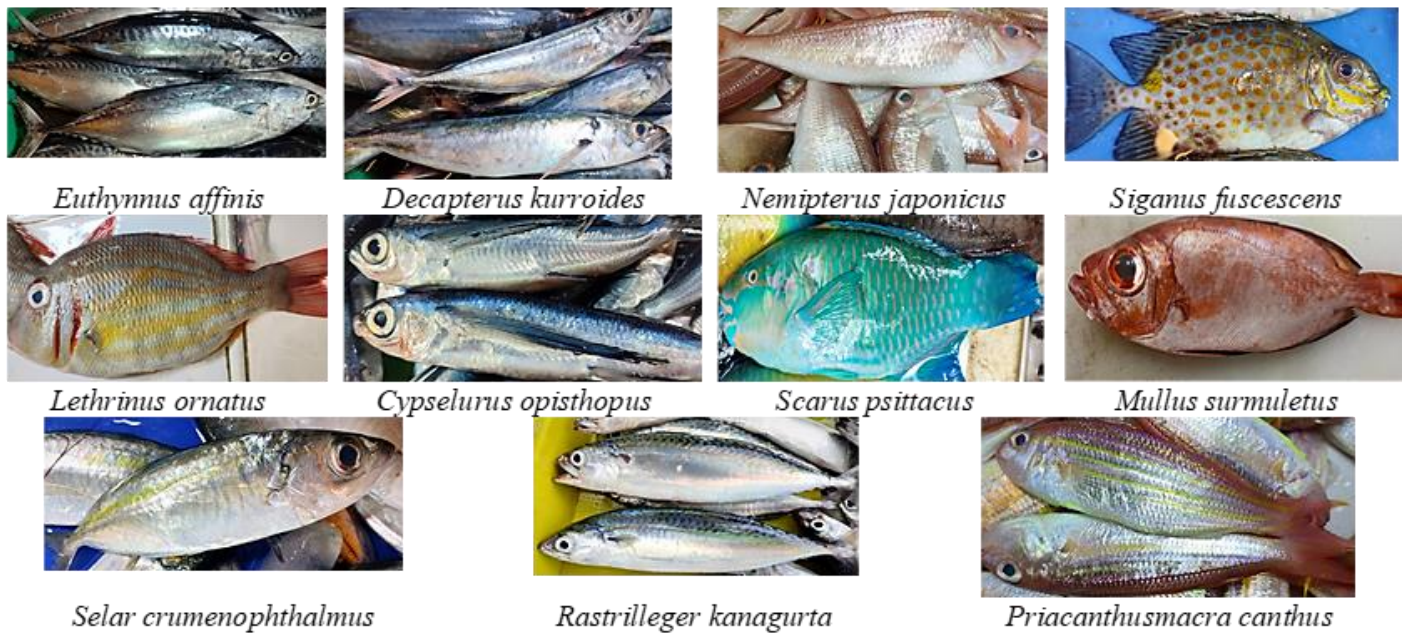 Euthynnus affinis
Decapterus kurroides
Nemipterus japonicus
Siganus fuscescens
Lethrinus ornatus
Cypselurus opisthopus
Scarus psittacus
Mullus surmuletus
Selar crumenophthalmus
Rastrilleger kanagurta
Priacanthusmacra canthus